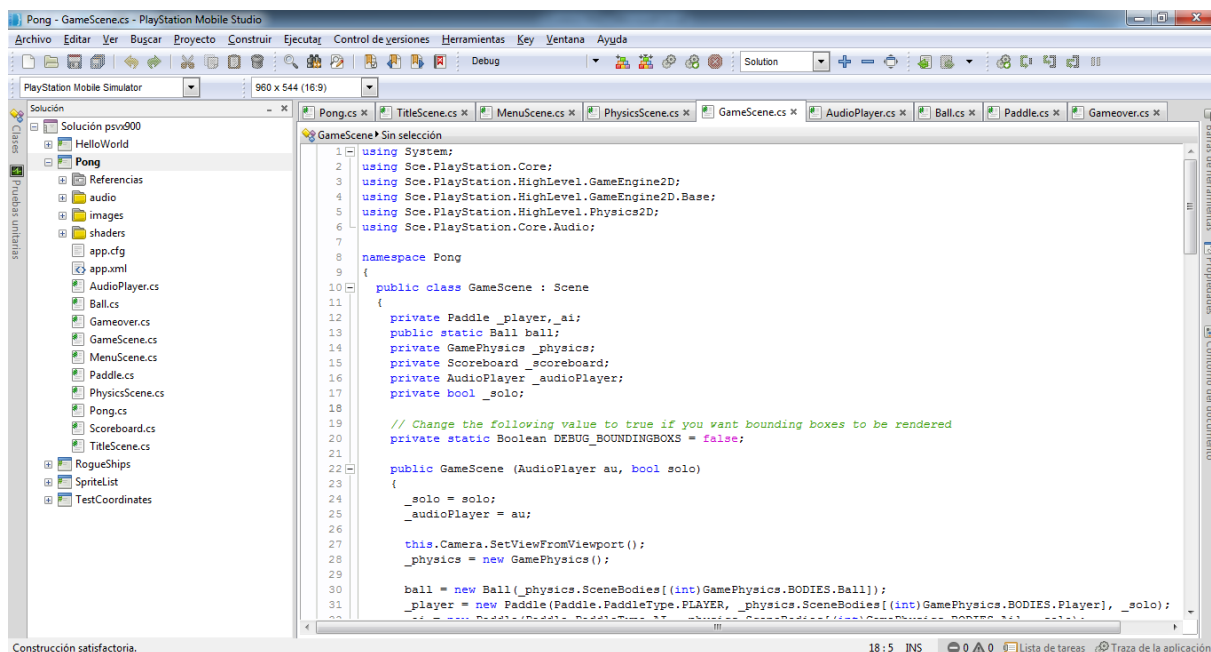 Pong - GameScene.cs - PlayStation Mobile Studio
Archivo Editar Ver Buscar Proyecto Construir Ejecutar Control de versiones Herramientas Key Ventana Ayuda
Debug Solution
PlayStation Mobile Simulator 960 x 544 (16:9)
Solución
Pong.cs TitleScene.cs MenuScene.cs PhysicsScene.cs GameScene.cs AudioPlayer.cs Ball.cs Paddle.cs Gameover.cs
GameScene Sin selección
Clases
Pruebas unitarias
Solución psvx900
HelloWorld
Pong
Referencias
audio
images
shaders
app.cfg
app.xml
AudioPlayer.cs
Ball.cs
Gameover.cs
GameScene.cs
MenuScene.cs
Paddle.cs
PhysicsScene.cs
Pong.cs
Scoreboard.cs
TitleScene.cs
RogueShips
SpriteList
TestCoordinates
1 using System;
2 using Sce.PlayStation.Core;
3 using Sce.PlayStation.HighLevel.GameEngine2D;
4 using Sce.PlayStation.HighLevel.GameEngine2D.Base;
5 using Sce.PlayStation.HighLevel.Physics2D;
6 using Sce.PlayStation.Core.Audio;
7
8 namespace Pong
9 {
10 public class GameScene : Scene
11 {
12 private Paddle _player,_ai;
13 public static Ball ball;
14 private GamePhysics _physics;
15 private Scoreboard _scoreboard;
16 private AudioPlayer _audioPlayer;
17 private bool _solo;
18
19 // Change the following value to true if you want bounding boxes to be rendered
20 private static Boolean DEBUG_BOUNDINGBOXS = false;
21
22 public GameScene (AudioPlayer au, bool solo)
23 {
24 _solo = solo;
25 _audioPlayer = au;
26
27 this.Camera.SetViewFromViewport();
28 _physics = new GamePhysics();
29
30 ball = new Ball(_physics.SceneBodies[(int)GamePhysics.BODIES.Ball]);
31 _player = new Paddle(Paddle.PaddleType.PLAYER, _physics.SceneBodies[(int)GamePhysics.BODIES.Player], _solo);
Barras de herramientas
Propiedades
Contorno del documento
Construcción satisfactoria. 18 : 5 INS 0 0 Lista de tareas Traza de la aplicación